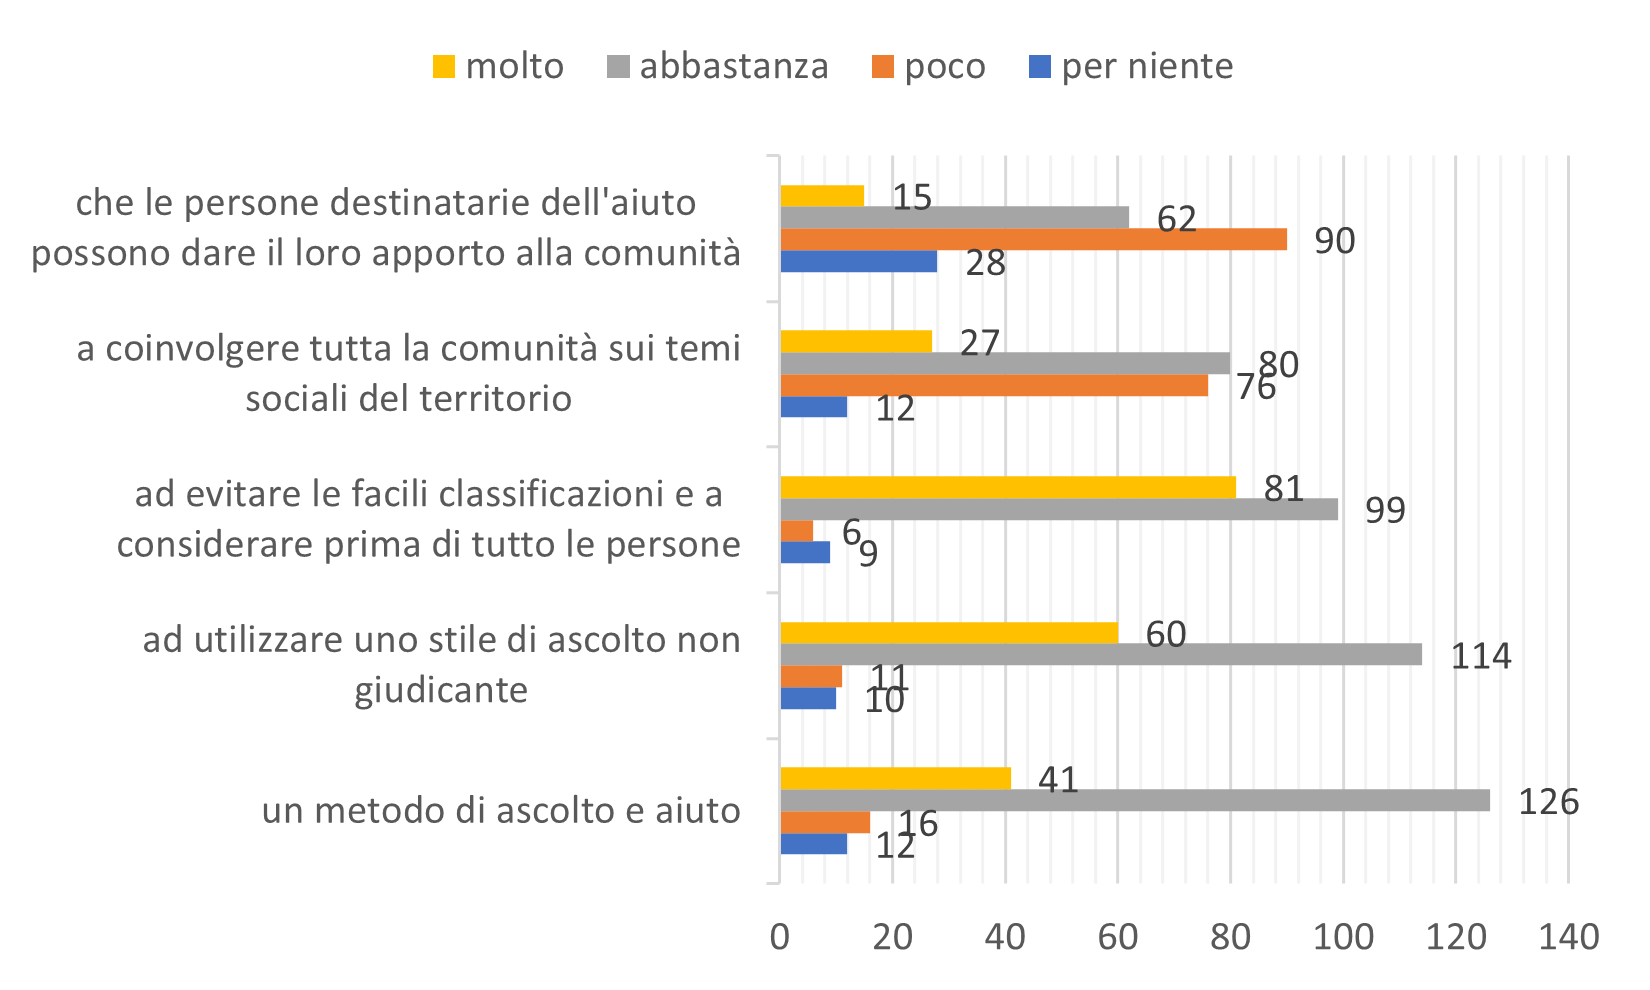 molto abbastanza poco per niente
che le persone destinatarie dell'aiuto
possono dare il loro apporto alla comunità
15
62
90
28
a coinvolgere tutta la comunità sui temi
sociali del territorio
27
80
76
12
ad evitare le facili classificazioni e a
considerare prima di tutto le persone
81
99
6
9
ad utilizzare uno stile di ascolto non
giudicante
60
114
11
10
un metodo di ascolto e aiuto
41
126
16
12
0 20 40 60 80 100 120 140